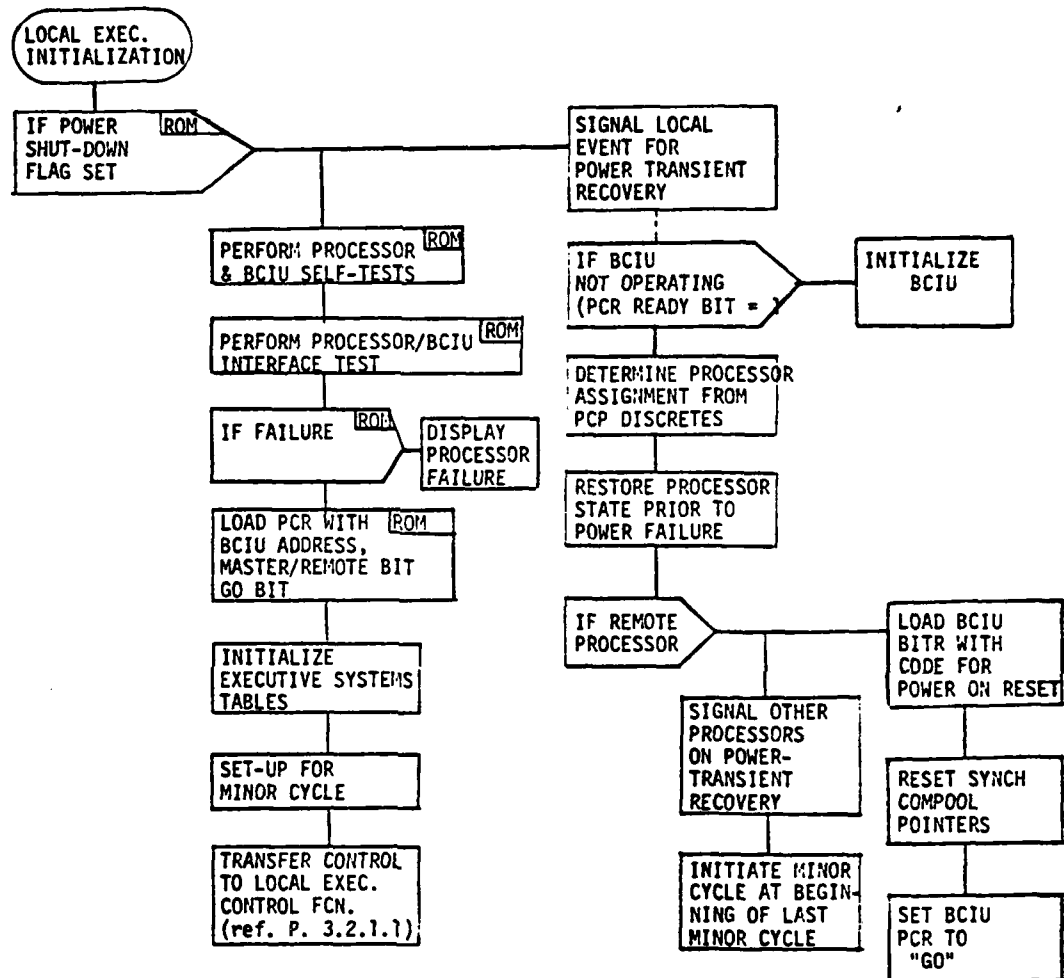 LOCAL EXEC.
INITIALIZATION
IF POWER
SHUT-DOWN
FLAG SET
ROM
PERFORM PROCESSOR
& BCIU SELF-TESTS
ROM
PERFORM PROCESSOR/BCIU
INTERFACE TEST
ROM
IF FAILURE
ROM
DISPLAY
PROCESSOR
FAILURE
LOAD PCR WITH
BCIU ADDRESS,
MASTER/REMOTE BIT
GO BIT
ROM
INITIALIZE
EXECUTIVE SYSTEMS
TABLES
SET-UP FOR
MINOR CYCLE
TRANSFER CONTROL
TO LOCAL EXEC.
CONTROL FCN.
(ref. P. 3.2.1.1)
SIGNAL LOCAL
EVENT FOR
POWER TRANSIENT
RECOVERY
IF BCIU
NOT OPERATING
(PCR READY BIT = )
INITIALIZE
BCIU
DETERMINE PROCESSOR
ASSIGNMENT FROM
PCP DISCRETES
RESTORE PROCESSOR
STATE PRIOR TO
POWER FAILURE
IF REMOTE
PROCESSOR
SIGNAL OTHER
PROCESSORS
ON POWER-
TRANSIENT
RECOVERY
INITIATE MINOR
CYCLE AT BEGIN-
NING OF LAST
MINOR CYCLE
LOAD BCIU
BITR WITH
CODE FOR
POWER ON RESET
RESET SYNCH
COMPOOL
POINTERS
SET BCIU
PCR TO
"GO"